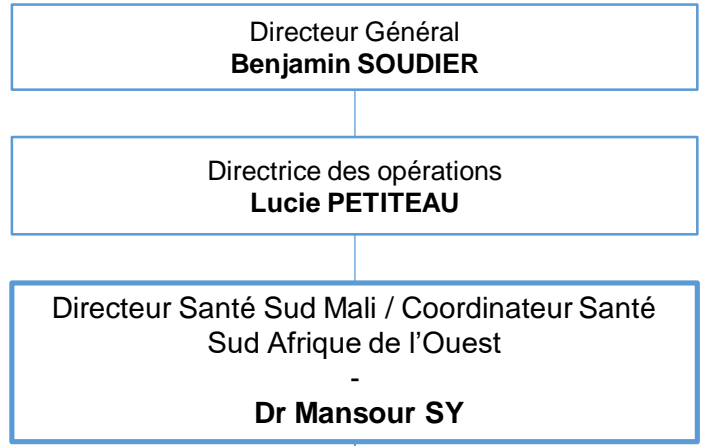 Directeur Général
Benjamin SOUDIER
Directrice des opérations
Lucie PETITEAU
Directeur Santé Sud Mali / Coordinateur Santé
Sud Afrique de l’Ouest
-
Dr Mansour SY